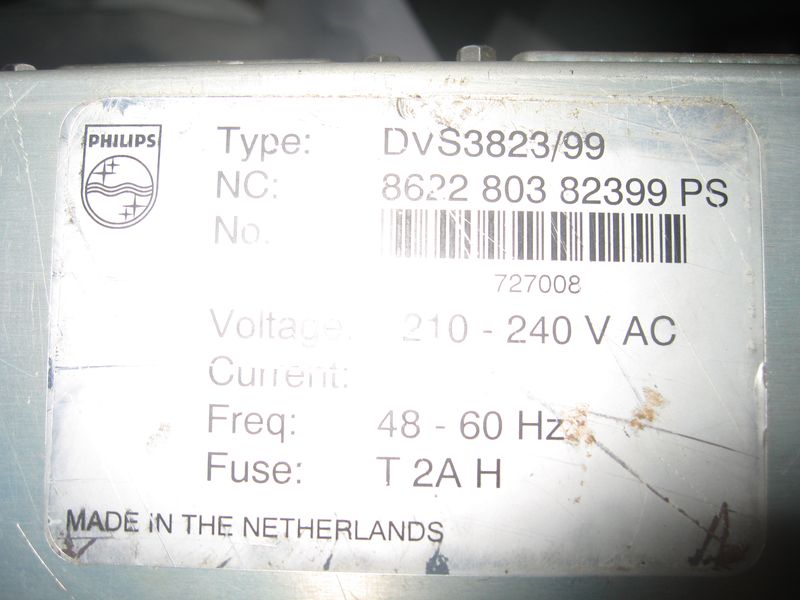 PHILIPS
Type: DVS3823/99
NC: 8622 803 82399 PS
No.
727008
Voltage: 210 - 240 V AC
Current:
Freq: 48 - 60 Hz
Fuse: T 2A H
MADE IN THE NETHERLANDS